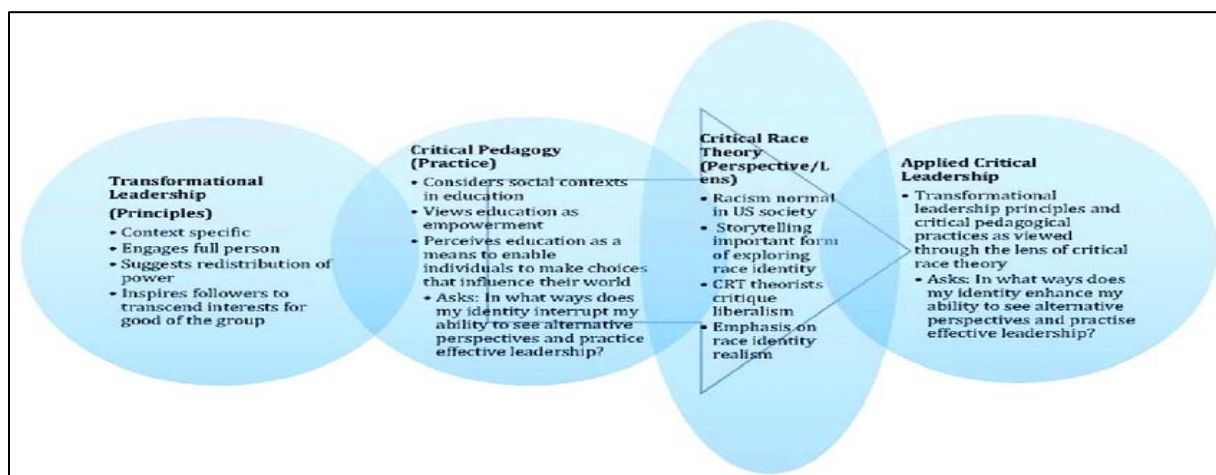 Transformational
Leadership
(Principles)
• Context specific
• Engages full person
• Suggests redistribution of
power
• Inspires followers to
transcend interests for
good of the group
Critical Pedagogy
(Practice)
• Considers social contexts
in education
• Views education as
empowerment
• Perceives education as a
means to enable
individuals to make choices
that influence their world
• Asks: In what ways does
my identity interrupt my
ability to see alternative
perspectives and practice
effective leadership?
Critical Race
Theory
(Perspective/L
ens)
• Racism normal
in US society
• Storytelling
important form
of exploring
race identity
• CRT theorists
critique
liberalism
• Emphasis on
race identity
realism
Applied Critical
Leadership
• Transformational
leadership principles and
critical pedagogical
practices as viewed
through the lens of critical
race theory
• Asks: In what ways does
my identity enhance my
ability to see alternative
perspectives and practise
effective leadership?